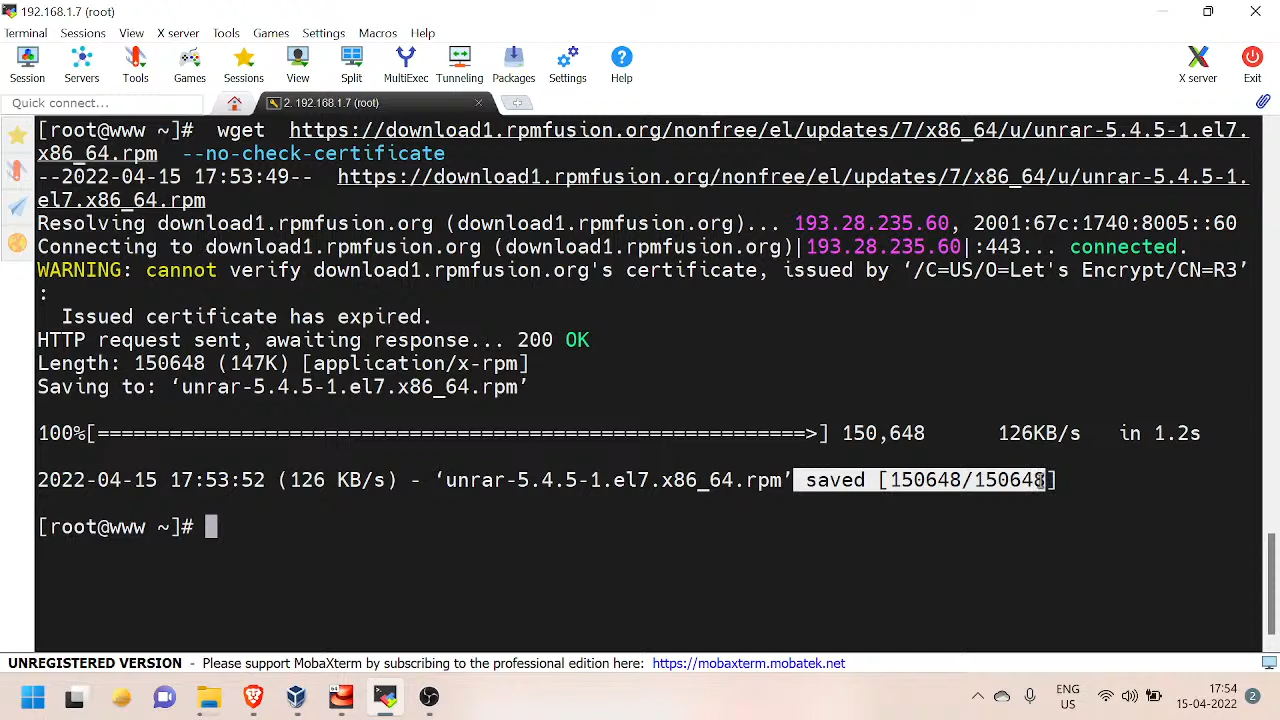 192.168.1.7 (root)
Terminal Sessions View X server Tools Games Settings Macros Help
Session Servers Tools Games Sessions View Split MultiExec Tunneling Packages Settings Help X server Exit
Quick connect... 2. 192.168.1.7 (root)
[root@www ~]#  wget  https://download1.rpmfusion.org/nonfree/el/updates/7/x86_64/u/unrar-5.4.5-1.el7.
x86_64.rpm  --no-check-certificate
--2022-04-15 17:53:49--  https://download1.rpmfusion.org/nonfree/el/updates/7/x86_64/u/unrar-5.4.5-1.
el7.x86_64.rpm
Resolving download1.rpmfusion.org (download1.rpmfusion.org)... 193.28.235.60, 2001:67c:1740:8005::60
Connecting to download1.rpmfusion.org (download1.rpmfusion.org)|193.28.235.60|:443... connected.
WARNING: cannot verify download1.rpmfusion.org's certificate, issued by ‘/C=US/O=Let's Encrypt/CN=R3’
:
Issued certificate has expired.
HTTP request sent, awaiting response... 200 OK
Length: 150648 (147K) [application/x-rpm]
Saving to: ‘unrar-5.4.5-1.el7.x86_64.rpm’
100%[===========================================================>] 150,648      126KB/s   in 1.2s
2022-04-15 17:53:52 (126 KB/s) - ‘unrar-5.4.5-1.el7.x86_64.rpm’ saved [150648/150648]
[root@www ~]#
UNREGISTERED VERSION - Please support MobaXterm by subscribing to the professional edition here: https://mobaxterm.mobatek.net
ENG 17:54
US 15-04-2022 2